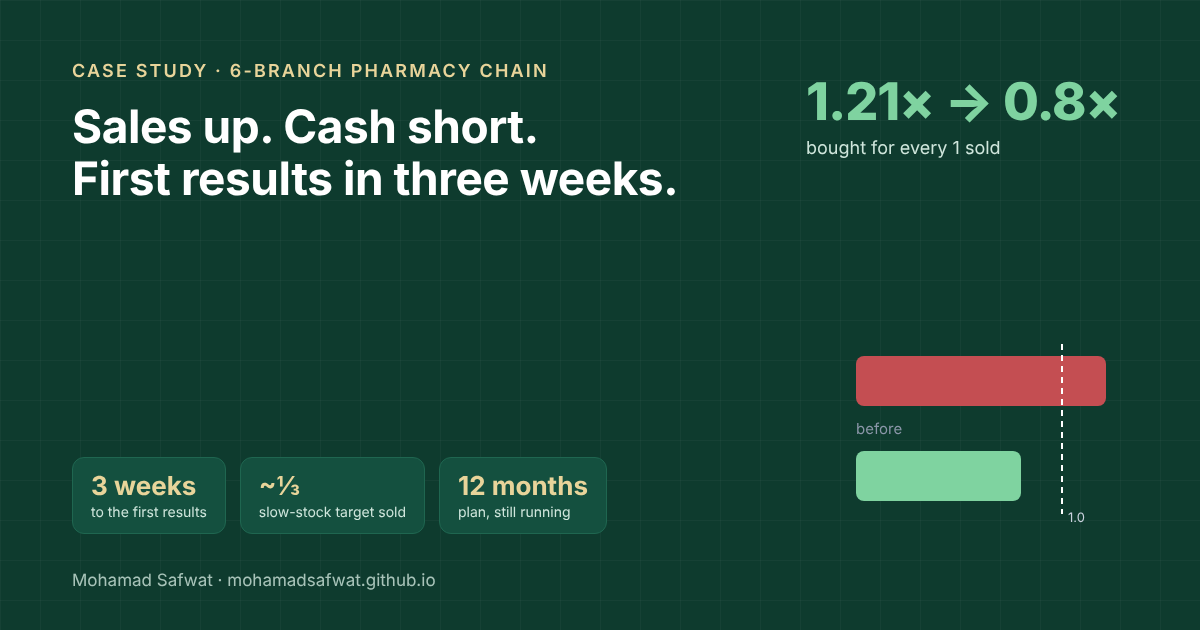 CASE STUDY · 6-BRANCH PHARMACY CHAIN
Sales up. Cash short.
First results in three weeks.
1.21× → 0.8×
bought for every 1 sold
before
1.0
3 weeks
to the first results
~⅓
slow-stock target sold
12 months
plan, still running
Mohamad Safwat · mohamadsafwat.github.io